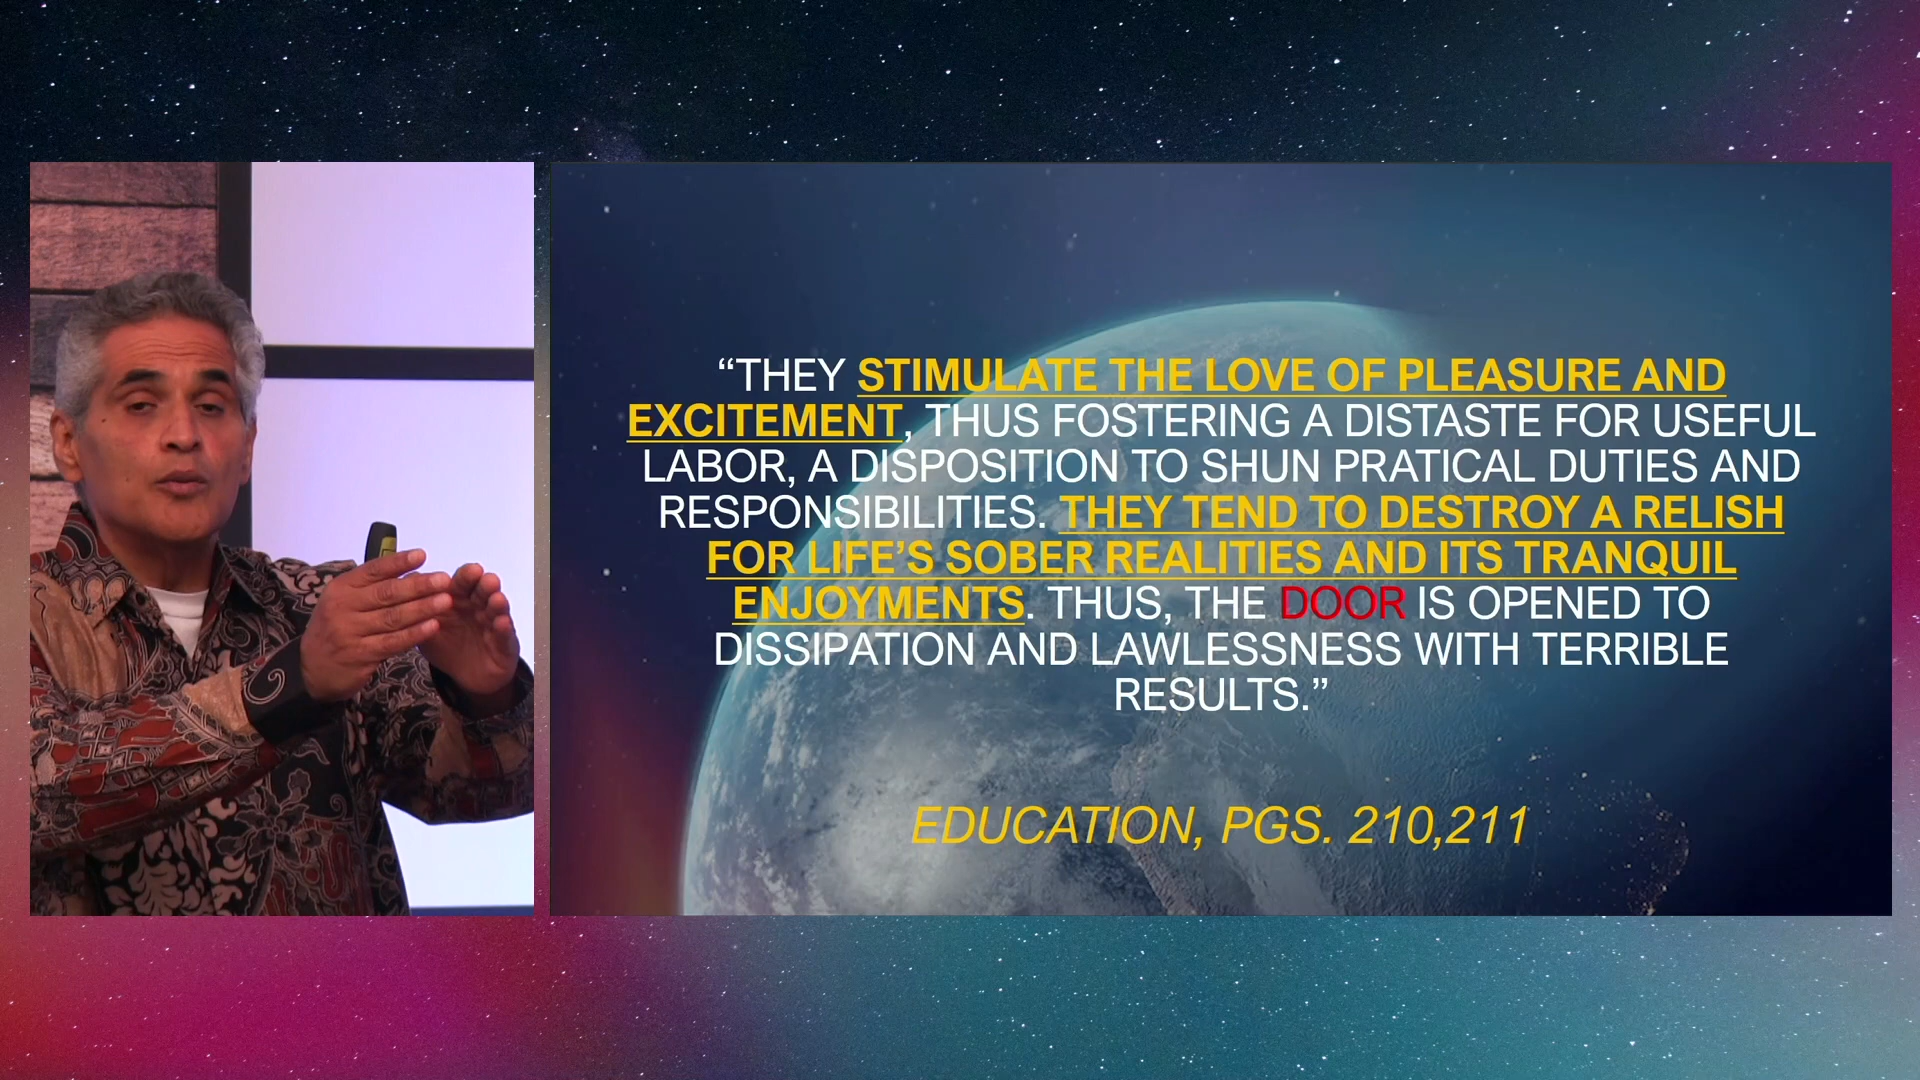 “THEY STIMULATE THE LOVE OF PLEASURE AND
EXCITEMENT, THUS FOSTERING A DISTASTE FOR USEFUL
LABOR, A DISPOSITION TO SHUN PRATICAL DUTIES AND
RESPONSIBILITIES. THEY TEND TO DESTROY A RELISH
FOR LIFE’S SOBER REALITIES AND ITS TRANQUIL
ENJOYMENTS. THUS, THE DOOR IS OPENED TO
DISSIPATION AND LAWLESSNESS WITH TERRIBLE
RESULTS.”
EDUCATION, PGS. 210,211